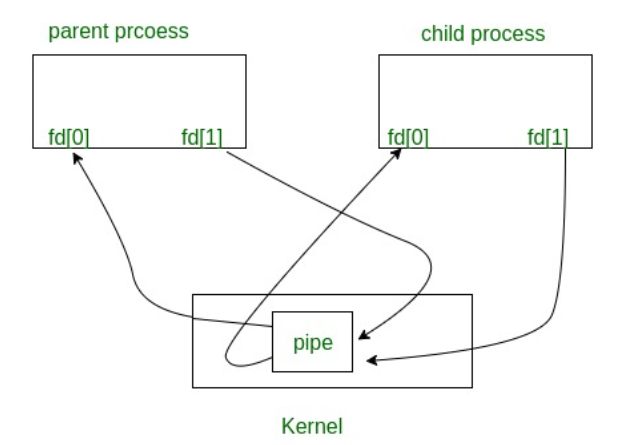 parent prcoess
child process
fd[0]
fd[1]
fd[0]
fd[1]
pipe
Kernel